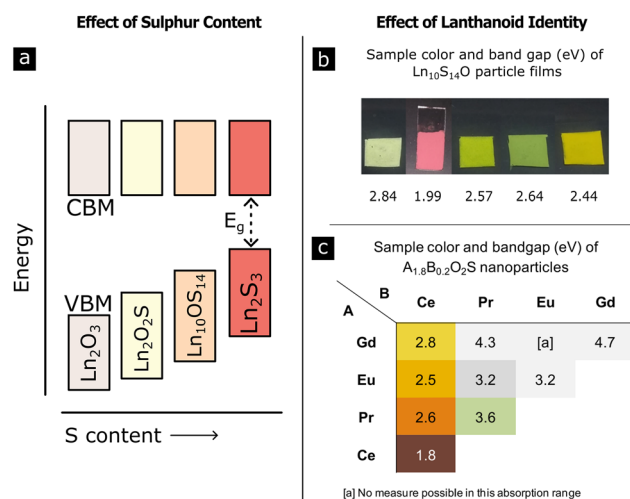 Effect of Sulphur Content
a
Energy
CBM
E_g
VBM
Ln₂O₃
Ln₂O₂S
Ln₁₀OS₁₄
Ln₂S₃
S content
Effect of Lanthanoid Identity
b
Sample color and band gap (eV) of
Ln₁₀S₁₄O particle films
2.84 1.99 2.57 2.64 2.44
c
Sample color and bandgap (eV) of
A₁.₈B₀.₂O₂S nanoparticles
B
A
Ce Pr Eu Gd
Gd 2.8 4.3 [a] 4.7
Eu 2.5 3.2 3.2
Pr 2.6 3.6
Ce 1.8
[a] No measure possible in this absorption range